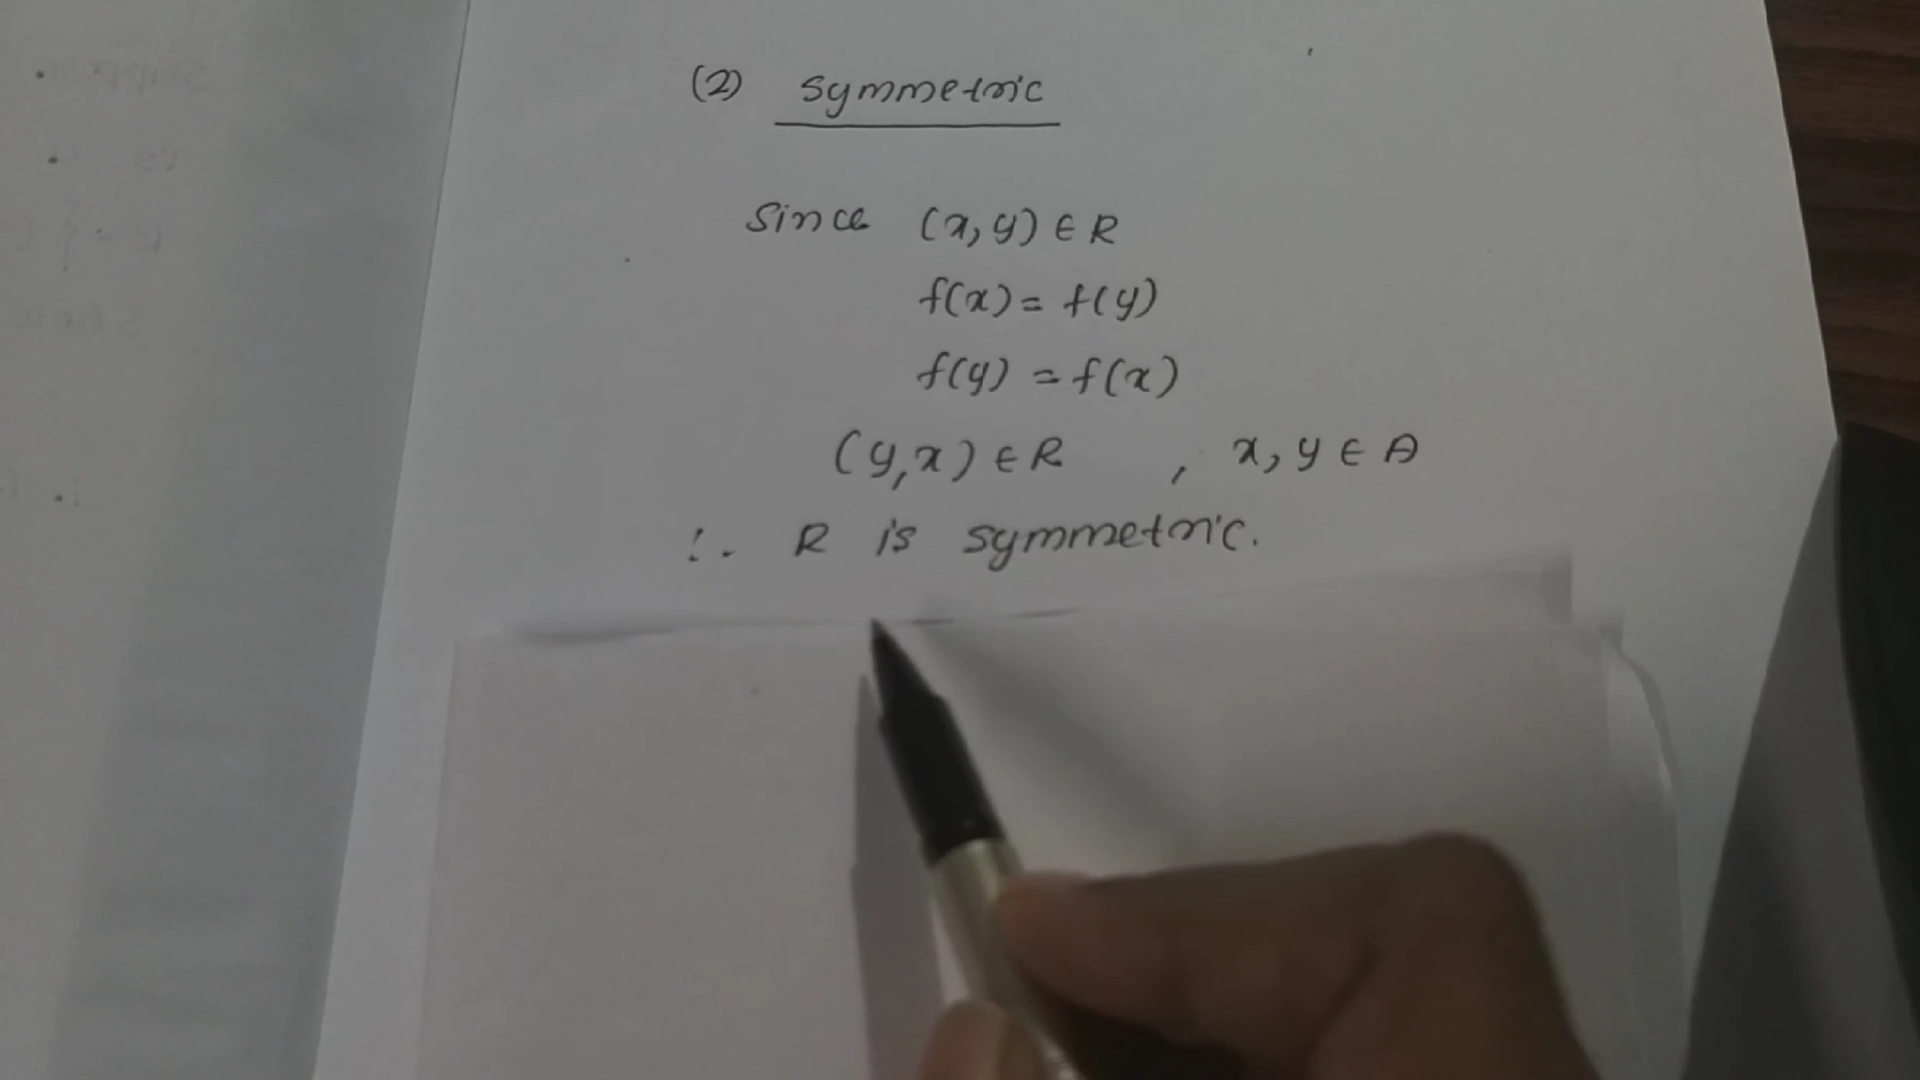 (2) Symmetric
Since (x, y) ∈ R
f(x) = f(y)
f(y) = f(x)
(y, x) ∈ R , x, y ∈ A
∴ R is symmetric.